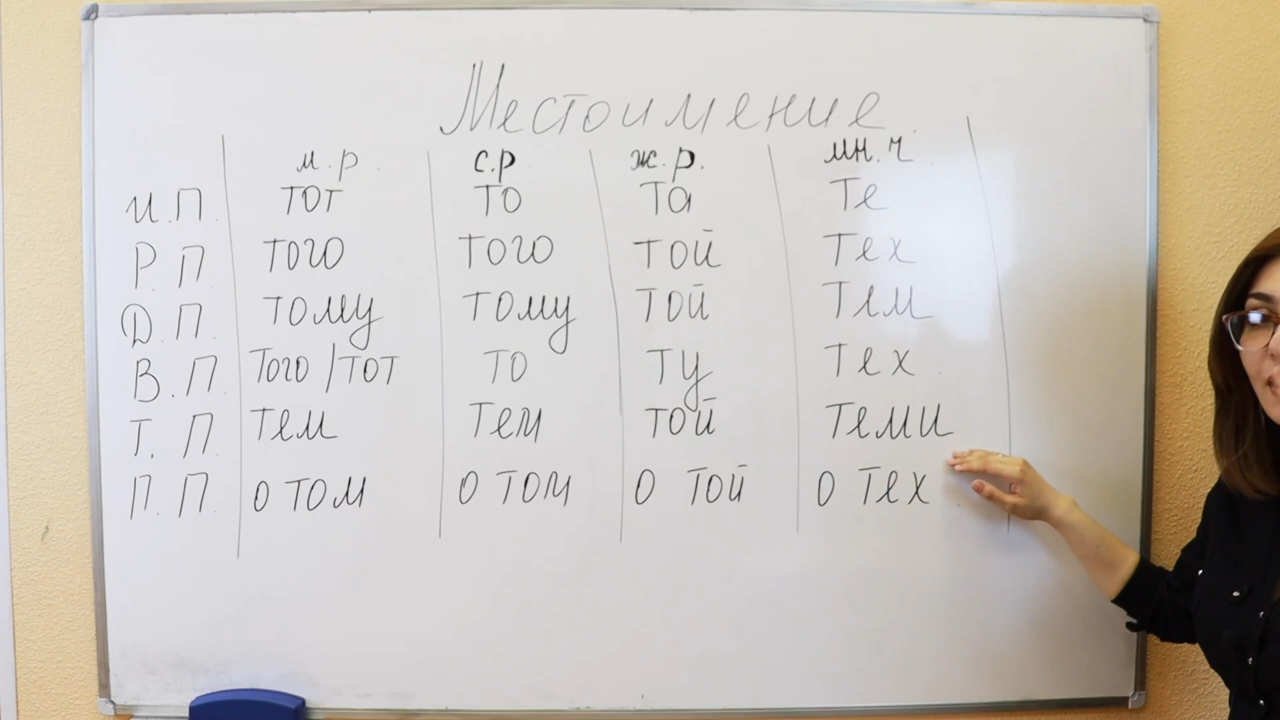 Местоимение
м.р. с.р ж.р. мн.ч
И.П. тот то та те
Р.П того того той тех
Д.П. тому тому той тем
В.П. того/тот то ту тех
Т.П тем тем той теми
П.П. о том о том о той о тех